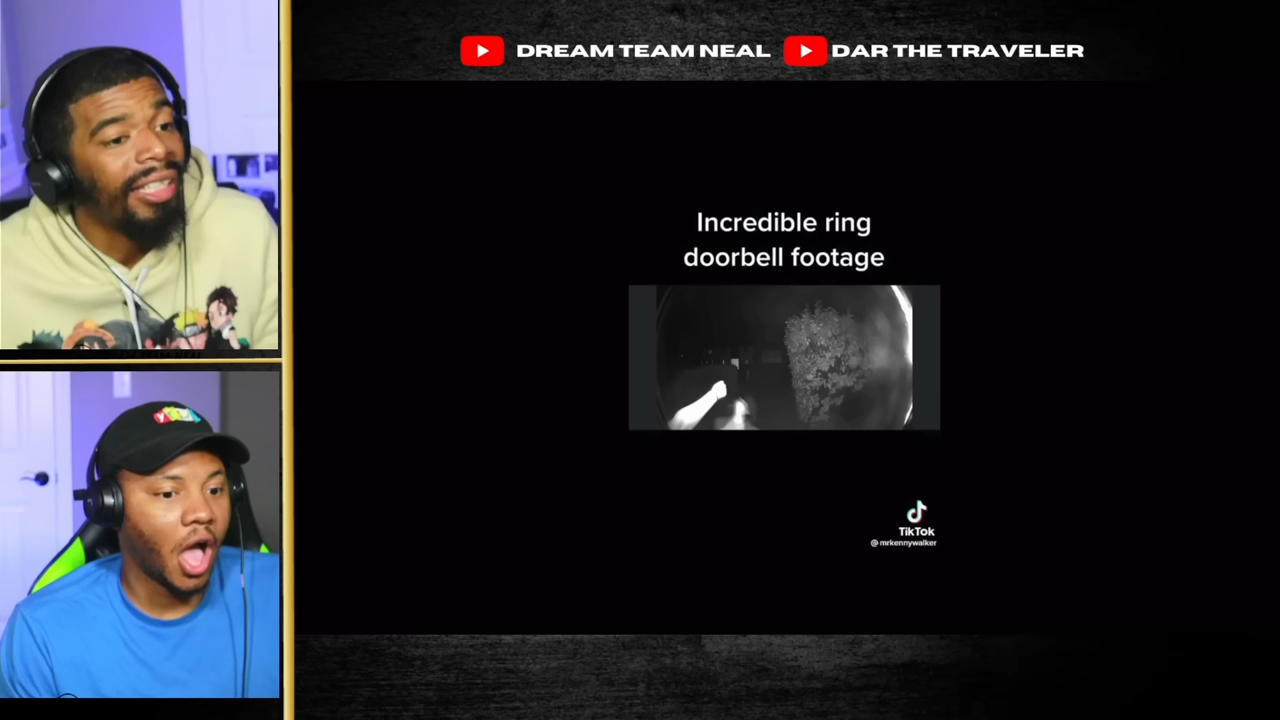 DREAM TEAM NEAL DAR THE TRAVELER
Incredible ring
doorbell footage
TikTok
@mrkennywalker